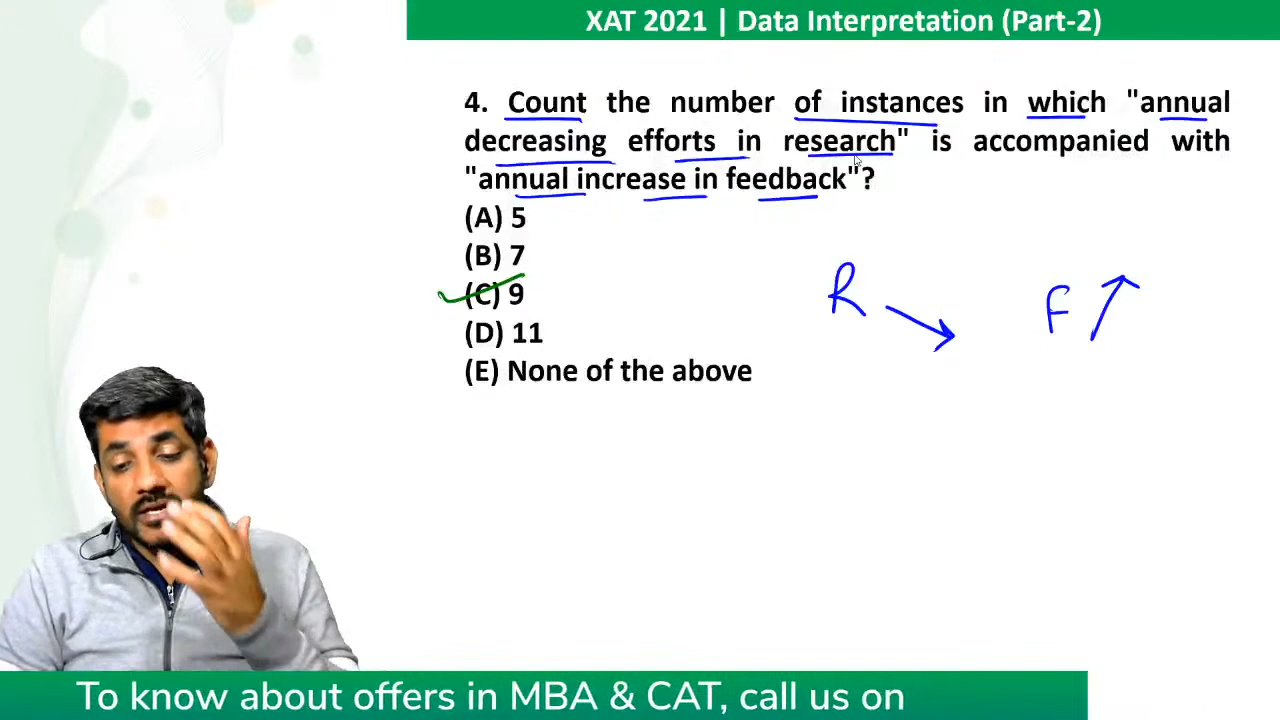 XAT 2021 | Data Interpretation (Part-2)
4. Count the number of instances in which "annual
decreasing efforts in research" is accompanied with
"annual increase in feedback"?
(A) 5
(B) 7
(C) 9
(D) 11
(E) None of the above
R F
To know about offers in MBA & CAT, call us on